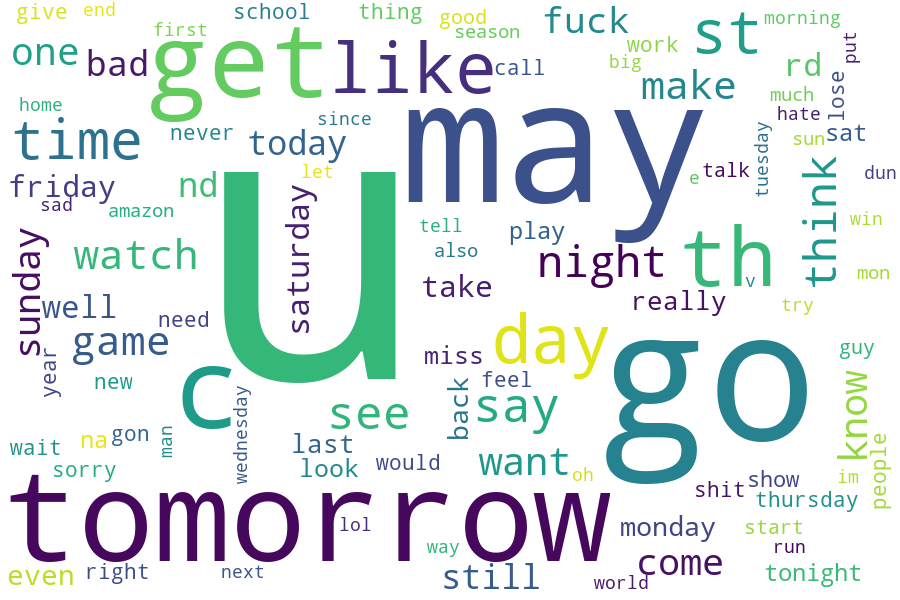 give end
school
thing
good
season
morning
first
one
bad
get
like
call
fuck
work
big
st
put
make
rd
much
lose
hate
home
time
never
since
today
may
sun
sat
tuesday
let
talk
e
dun
friday
nd
sad
amazon
u
saturday
think
win
tell
play
also
night
th
v
mon
sunday
watch
well
need
take
really
try
game
day
go
guy
year
new
c
miss
feel
wednesday
see
back
say
know
people
wait
na
gon
man
last
look
would
want
oh
sorry
im
shit
show
thursday
tomorrow
lol
monday
start
way
run
even
right
next
still
world
come
tonight